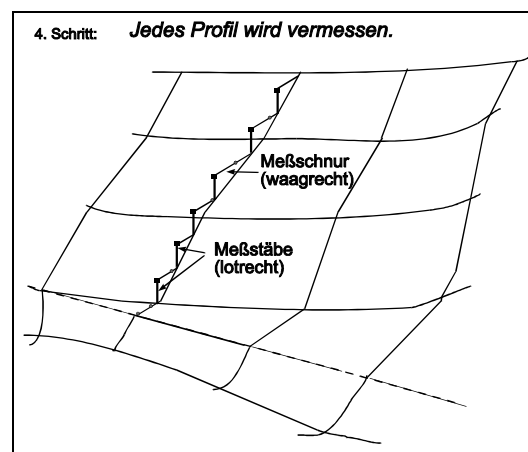 4. Schritt: Jedes Profil wird vermessen.
Meßschnur
(waagrecht)
Meßstäbe
(lotrecht)